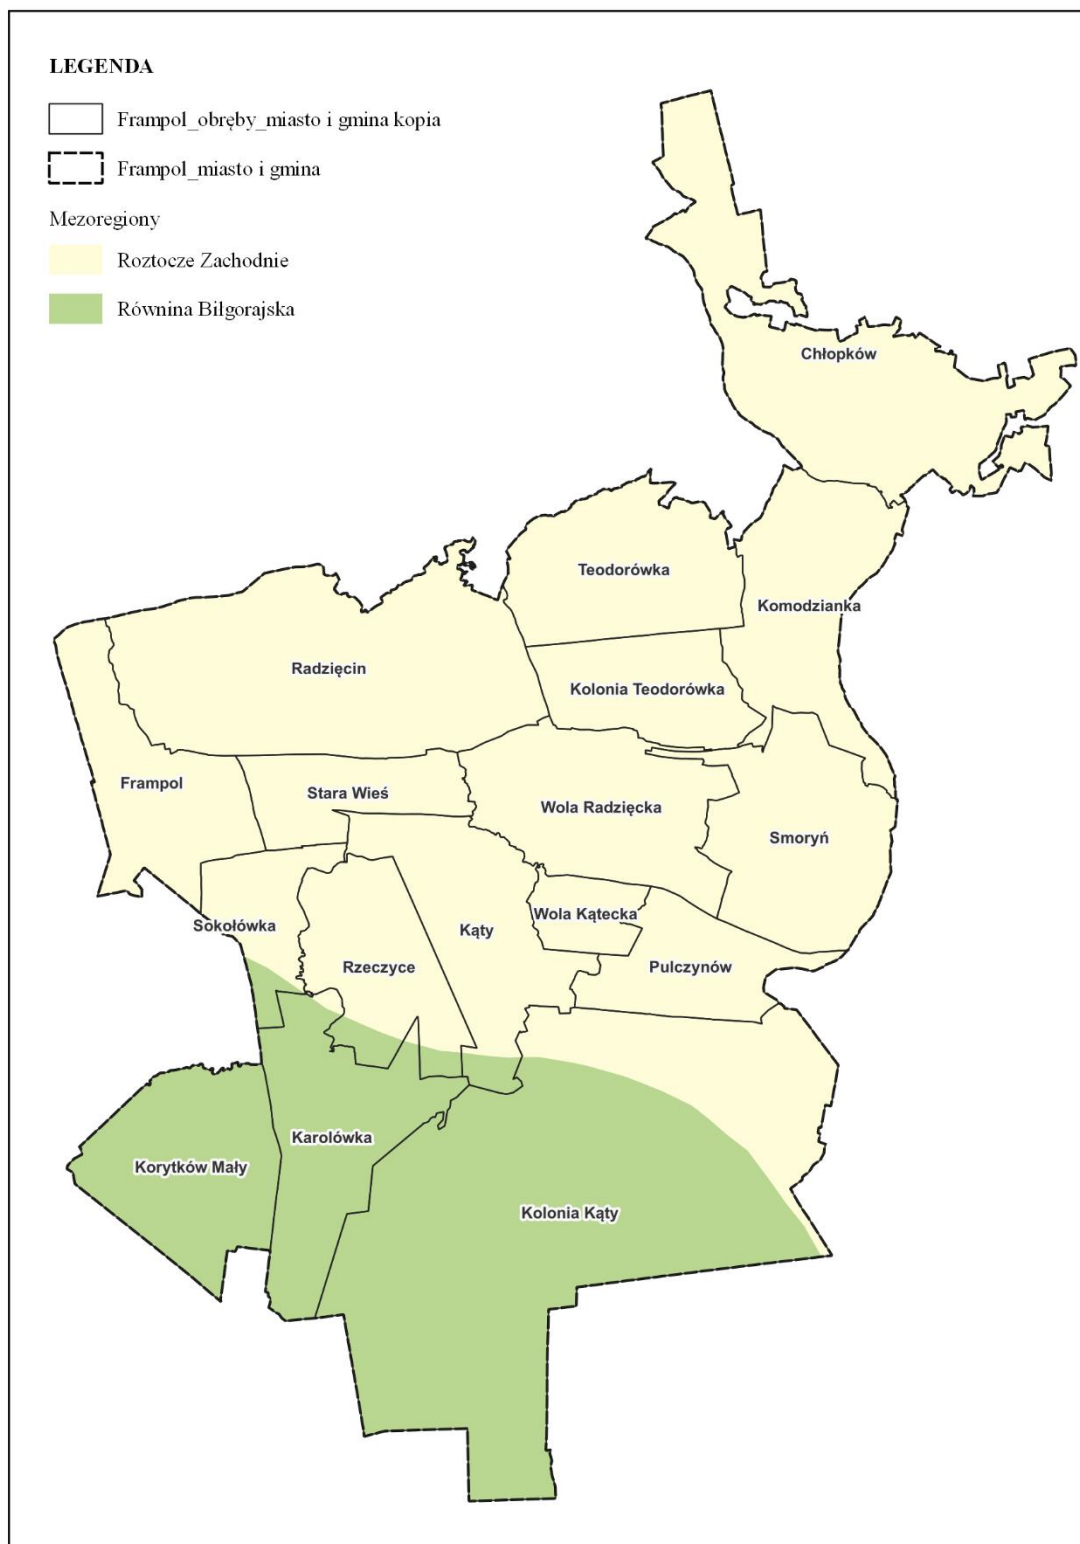 LEGENDA
Frampol_obręby_miasto i gmina kopia
Frampol_miasto i gmina
Mezoregiony
Roztocze Zachodnie
Równina Biłgorajska
Chłopków
Teodorówka
Komodzianka
Radzięcin
Kolonia Teodorówka
Frampol
Stara Wieś
Wola Radzięcka
Smoryń
Wola Kątecka
Sokołówka
Kąty
Rzeczyce
Pulczynów
Karolówka
Korytków Mały
Kolonia Kąty